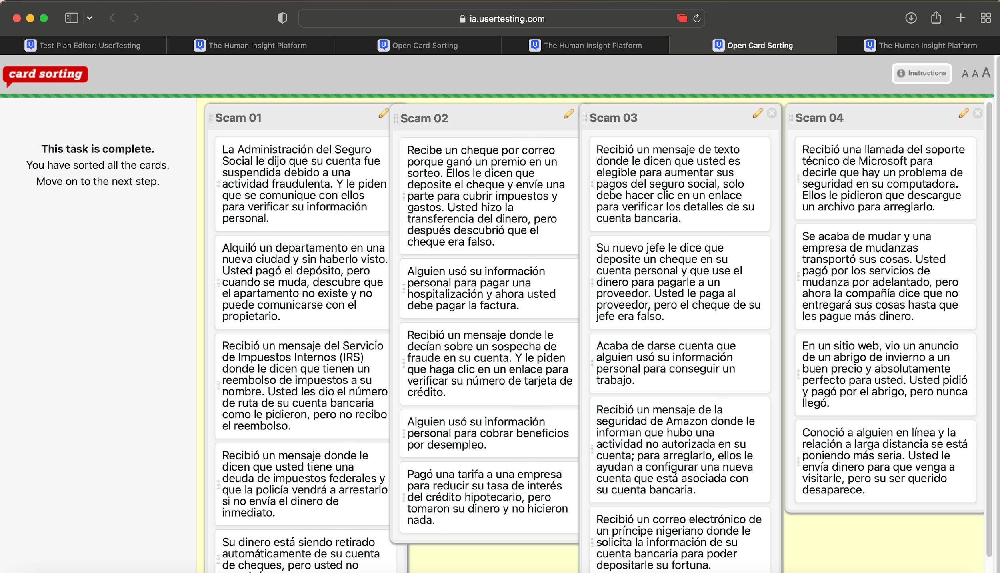 ia.usertesting.com
Test Plan Editor: UserTesting
The Human Insight Platform
Open Card Sorting
The Human Insight Platform
Open Card Sorting
The Human Insight Platform
card sorting
Instructions
A A A
This task is complete.
You have sorted all the cards.
Move on to the next step.
Scam 01
La Administración del Seguro
Social le dijo que su cuenta fue
suspendida debido a una
actividad fraudulenta. Y le piden
que se comunique con ellos
para verificar su información
personal.
Alquiló un departamento en una
nueva ciudad y sin haberlo visto.
Usted pagó el depósito, pero
cuando se muda, descubre que
el apartamento no existe y no
puede comunicarse con el
propietario.
Recibió un mensaje del Servicio
de Impuestos Internos (IRS)
donde le dicen que tienen un
reembolso de impuestos a su
nombre. Usted les dio el número
de ruta de su cuenta bancaria
como le pidieron, pero no recibo
el reembolso.
Recibió un mensaje donde le
dicen que usted tiene una
deuda de impuestos federales y
que la policía vendrá a arrestarlo
si no envía el dinero de
inmediato.
Su dinero está siendo retirado
automáticamente de su cuenta
de cheques, pero usted no
Scam 02
Recibe un cheque por correo
porque ganó un premio en un
sorteo. Ellos le dicen que
deposite el cheque y envíe una
parte para cubrir impuestos y
gastos. Usted hizo la
transferencia del dinero, pero
después descubrió que el
cheque era falso.
Alguien usó su información
personal para pagar una
hospitalización y ahora usted
debe pagar la factura.
Recibió un mensaje donde le
decían sobre un sospecha de
fraude en su cuenta. Y le piden
que haga clic en un enlace para
verificar su número de tarjeta de
crédito.
Alguien usó su información
personal para cobrar beneficios
por desempleo.
Pagó una tarifa a una empresa
para reducir su tasa de interés
del crédito hipotecario, pero
tomaron su dinero y no hicieron
nada.
Scam 03
Recibió un mensaje de texto
donde le dicen que usted es
elegible para aumentar sus
pagos del seguro social, solo
debe hacer clic en un enlace
para verificar los detalles de su
cuenta bancaria.
Su nuevo jefe le dice que
deposite un cheque en su
cuenta personal y que use el
dinero para pagarle a un
proveedor. Usted le paga al
proveedor, pero el cheque de su
jefe era falso.
Acaba de darse cuenta que
alguien usó su información
personal para conseguir un
trabajo.
Recibió un mensaje de la
seguridad de Amazon donde le
informan que hubo una
actividad no autorizada en su
cuenta; para arreglarlo, ellos le
ayudan a configurar una nueva
cuenta que está asociada con
su cuenta bancaria.
Recibió un correo electrónico de
un príncipe nigeriano donde le
solicita la información de su
cuenta bancaria para poder
depositarle su fortuna.
Scam 04
Recibió una llamada del soporte
técnico de Microsoft para
decirle que hay un problema de
seguridad en su computadora.
Ellos le pidieron que descargue
un archivo para arreglarlo.
Se acaba de mudar y una
empresa de mudanzas
transportó sus cosas. Usted
pagó por los servicios de
mudanza por adelantado, pero
ahora la compañía dice que no
entregará sus cosas hasta que
les pague más dinero.
En un sitio web, vio un anuncio
de un abrigo de invierno a un
buen precio y absolutamente
perfecto para usted. Usted pidió
y pagó por el abrigo, pero nunca
llegó.
Conoció a alguien en línea y la
relación a larga distancia se está
poniendo más seria. Usted le
envía dinero para que venga a
visitarle, pero su ser querido
desaparece.